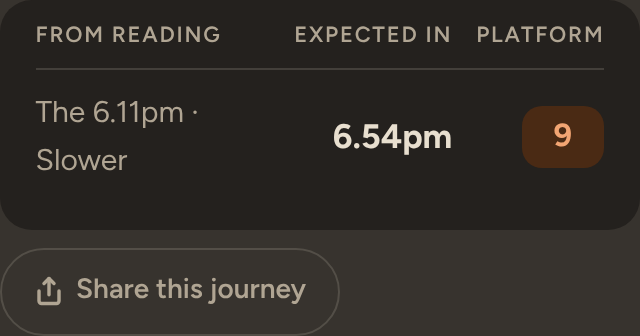 FROM READING EXPECTED IN PLATFORM
The 6.11pm ·
Slower
6.54pm
9
Share this journey